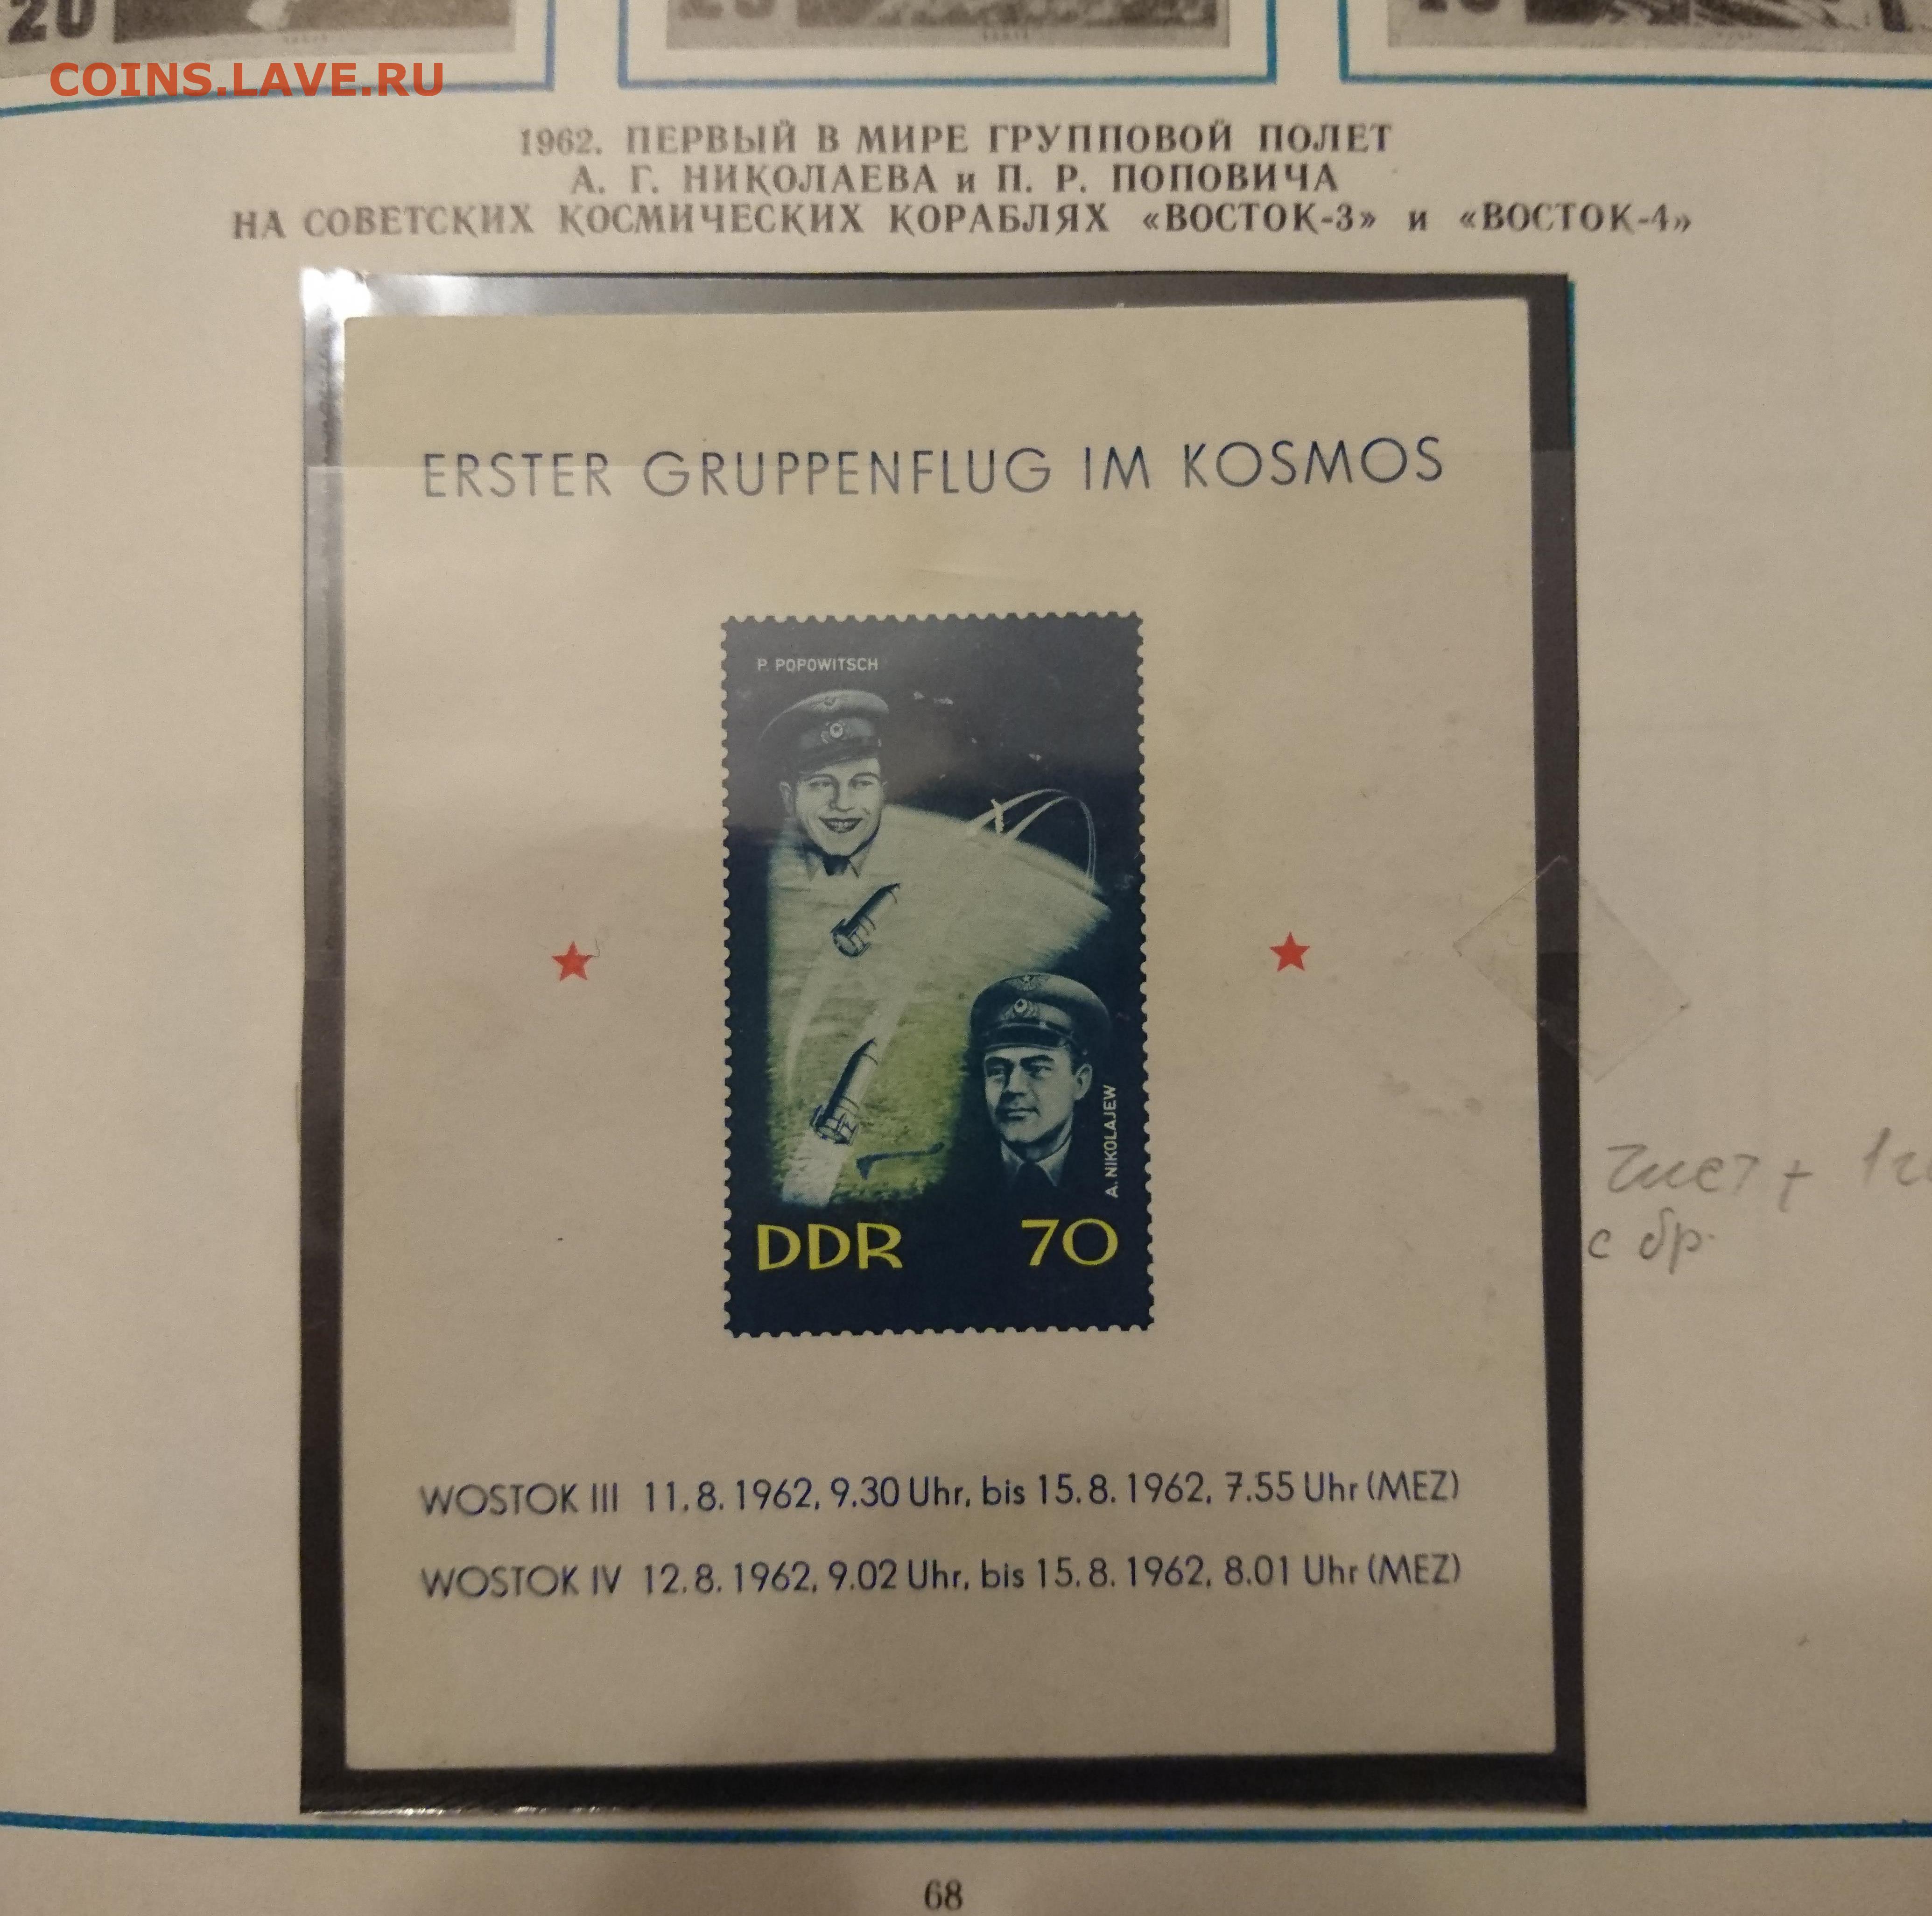 20
COINS.LAVE.RU
1962. ПЕРВЫЙ В МИРЕ ГРУППОВОЙ ПОЛЕТ
А. Г. НИКОЛАЕВА и П. Р. ПОПОВИЧА
НА СОВЕТСКИХ КОСМИЧЕСКИХ КОРАБЛЯХ «ВОСТОК-3» и «ВОСТОК-4»
ERSTER GRUPPENFLUG IM KOSMOS
P. POPOWITSCH
A. NIKOLAJEW
DDR 70
с бр.
WOSTOK III 11.8.1962, 9.30 Uhr, bis 15.8.1962, 7.55 Uhr (MEZ)
WOSTOK IV 12.8.1962, 9.02 Uhr, bis 15.8.1962, 8.01 Uhr (MEZ)
68